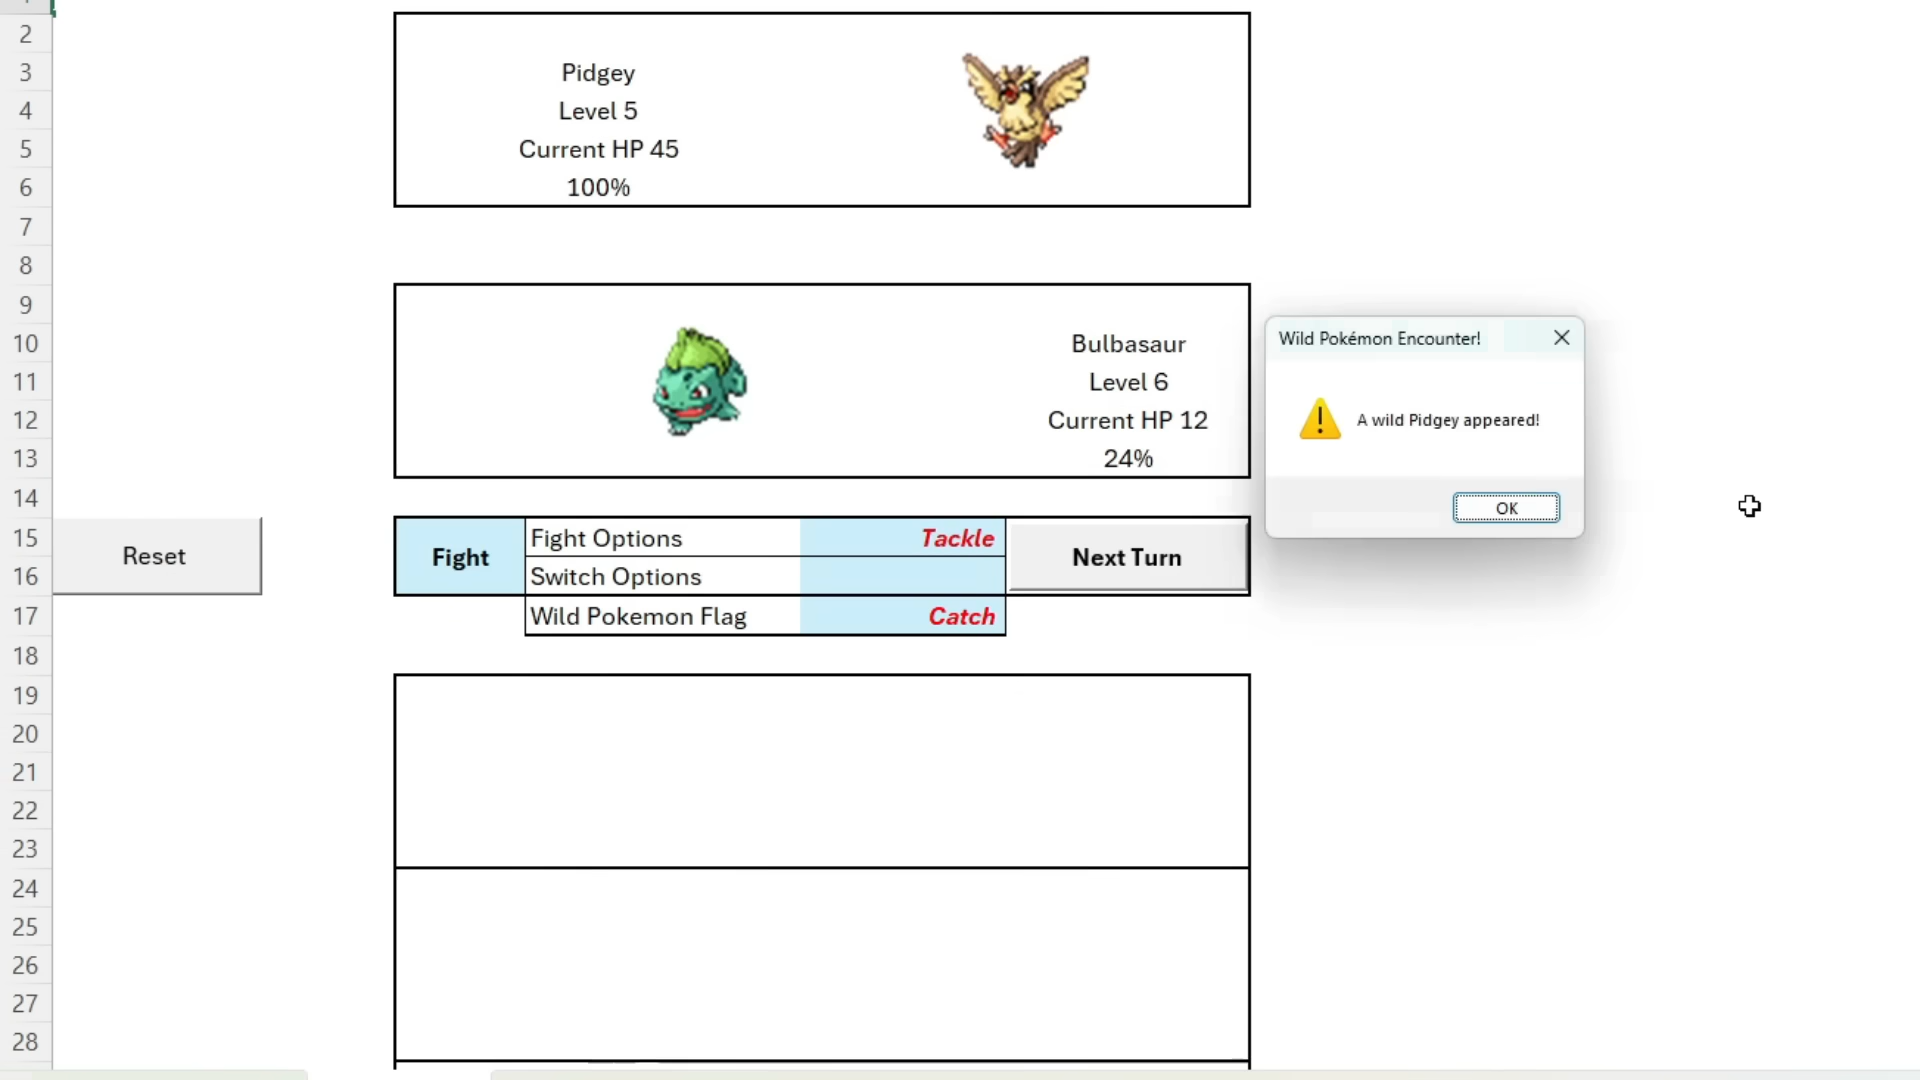 2
3
4
5
6
7
8
9
10
11
12
13
14
15
16
17
18
19
20
21
22
23
24
25
26
27
28
Pidgey
Level 5
Current HP 45
100%
Bulbasaur
Level 6
Current HP 12
24%
Wild Pokémon Encounter!
A wild Pidgey appeared!
OK
Reset
Fight
Fight Options Tackle
Switch Options
Wild Pokemon Flag Catch
Next Turn